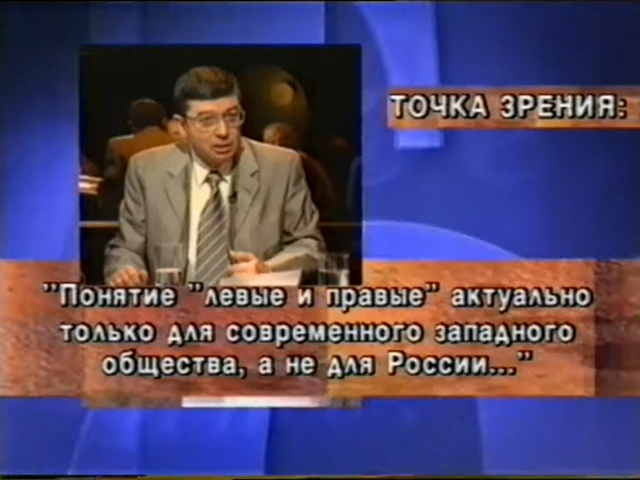 ТОЧКА ЗРЕНИЯ:
"Понятие "левые и правые" актуально
только для современного западного
общества, а не для России..."